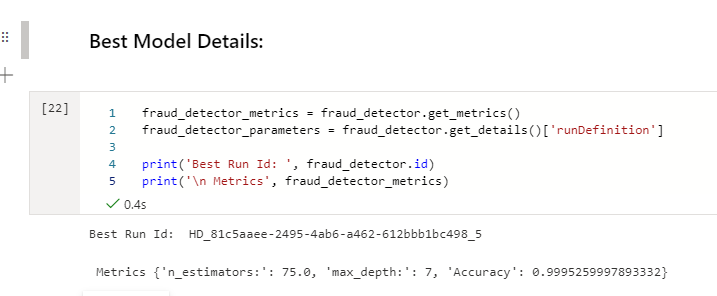 Best Model Details:
[22]
1 fraud_detector_metrics = fraud_detector.get_metrics()
2 fraud_detector_parameters = fraud_detector.get_details()['runDefinition']
3
4 print('Best Run Id: ', fraud_detector.id)
5 print('\n Metrics', fraud_detector_metrics)
0.4s
Best Run Id:  HD_81c5aaee-2495-4ab6-a462-612bbb1bc498_5
Metrics {'n_estimators:': 75.0, 'max_depth:': 7, 'Accuracy': 0.9995259997893332}